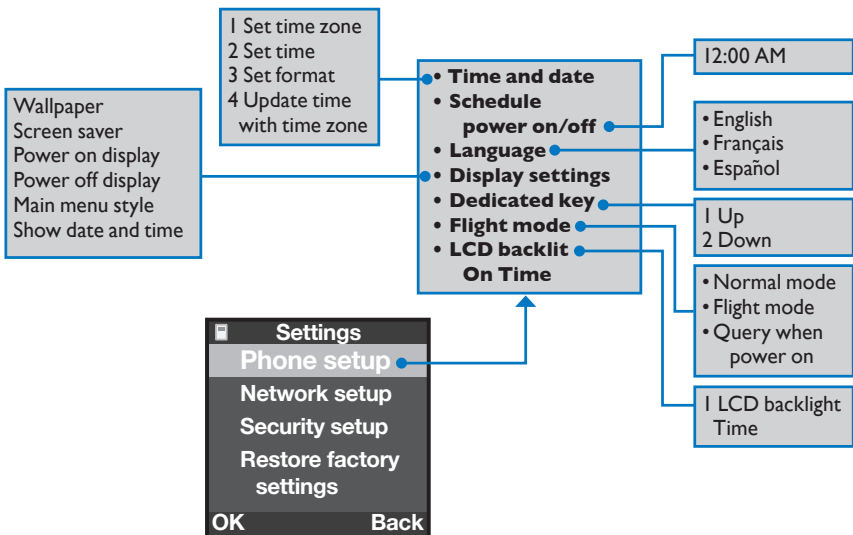 1 Set time zone
2 Set time
3 Set format
4 Update time
with time zone
Wallpaper
Screen saver
Power on display
Power off display
Main menu style
Show date and time
• Time and date
• Schedule
power on/off
• Language
• Display settings
• Dedicated key
• Flight mode
• LCD backlit
On Time
12:00 AM
• English
• Français
• Español
1 Up
2 Down
• Normal mode
• Flight mode
• Query when
power on
1 LCD backlight
Time
Settings
Phone setup
Network setup
Security setup
Restore factory
settings
OK Back